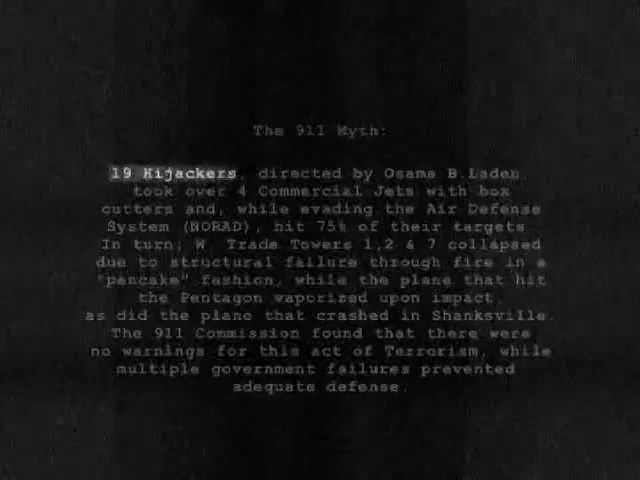 The 911 Myth:
19 Hijackers, directed by Osama B.Laden,
took over 4 Commercial Jets with box
cutters and, while evading the Air Defense
System (NORAD), hit 75% of their targets.
In turn, W. Trade Towers 1,2 & 7 collapsed
due to structural failure through fire in a
"pancake" fashion, while the plane that hit
the Pentagon vaporized upon impact,
as did the plane that crashed in Shanksville.
The 911 Commission found that there were
no warnings for this act of Terrorism, while
multiple government failures prevented
adequate defense.